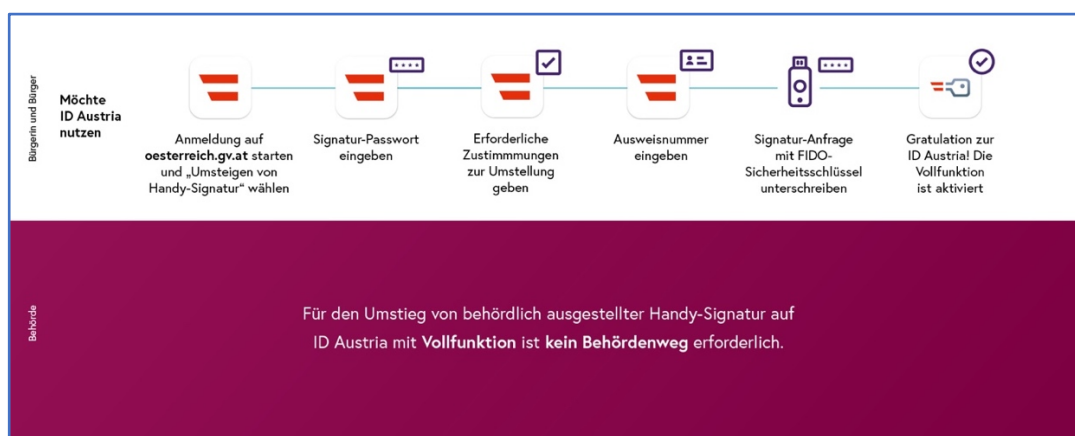 Bürgerin und Bürger
Möchte
ID Austria
nutzen
Anmeldung auf
oesterreich.gv.at starten
und „Umsteigen von
Handy-Signatur“ wählen
Signatur-Passwort
eingeben
Erforderliche
Zustimmmungen
zur Umstellung
geben
Ausweisnummer
eingeben
Signatur-Anfrage
mit FIDO-
Sicherheitsschlüssel
unterschreiben
Gratulation zur
ID Austria! Die
Vollfunktion
ist aktiviert
Behörde
Für den Umstieg von behördlich ausgestellter Handy-Signatur auf
ID Austria mit Vollfunktion ist kein Behördenweg erforderlich.